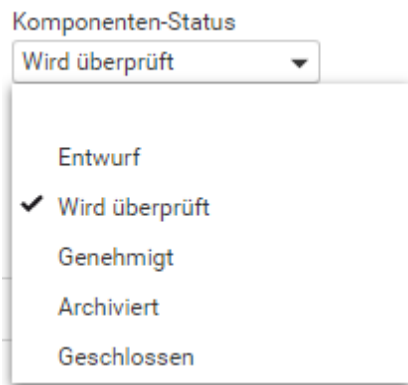 Komponenten-Status
Wird überprüft
Entwurf
Wird überprüft
Genehmigt
Archiviert
Geschlossen